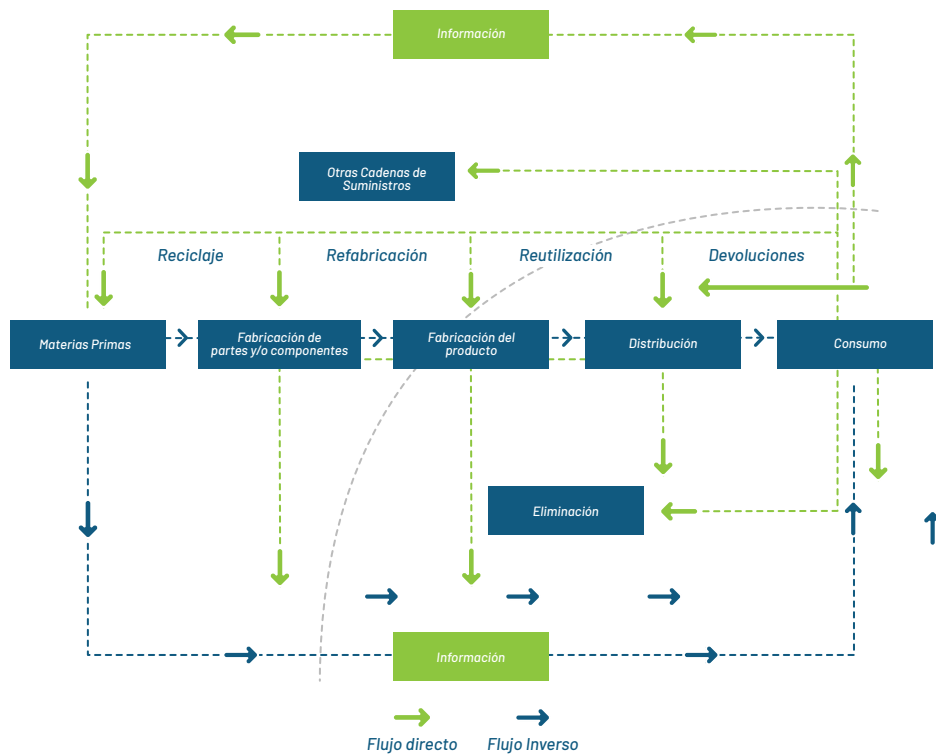 Información
Otras Cadenas de
Suministros
Reciclaje
Refabricación
Reutilización
Devoluciones
Materias Primas
Fabricación de
partes y/o componentes
Fabricación del
producto
Distribución
Consumo
Eliminación
Información
Flujo directo
Flujo Inverso